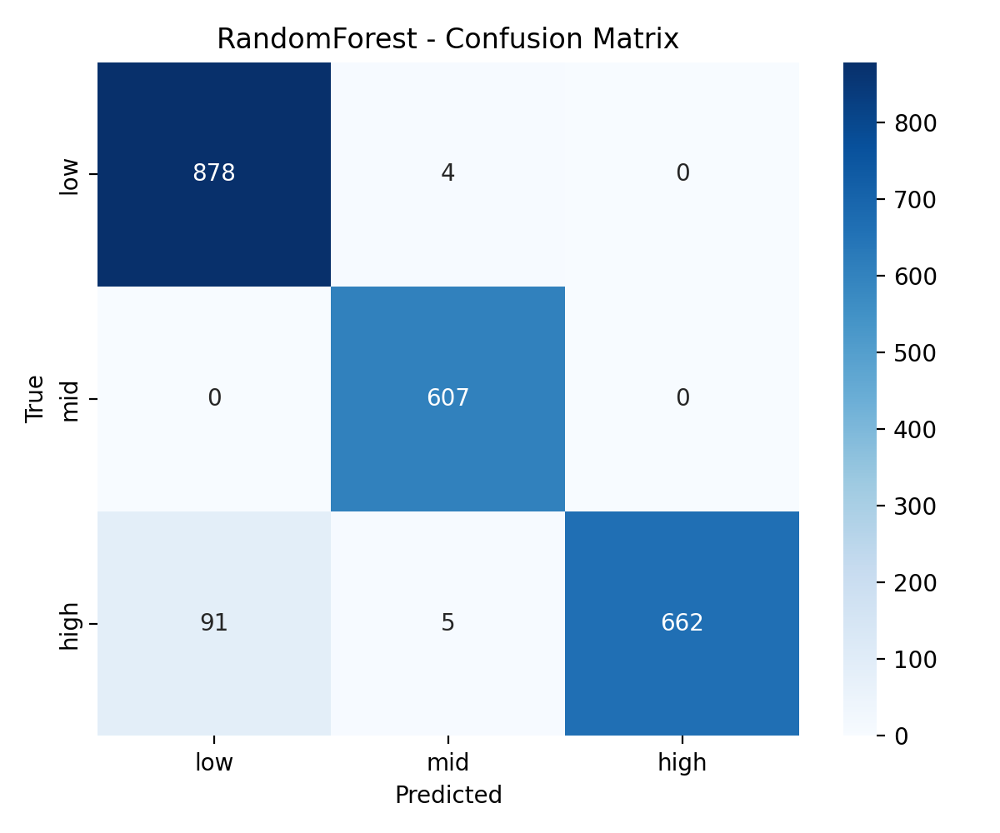 RandomForest - Confusion Matrix
low
878
4
0
mid
0
607
0
high
91
5
662
True
low
mid
high
Predicted
800
700
600
500
400
300
200
100
0